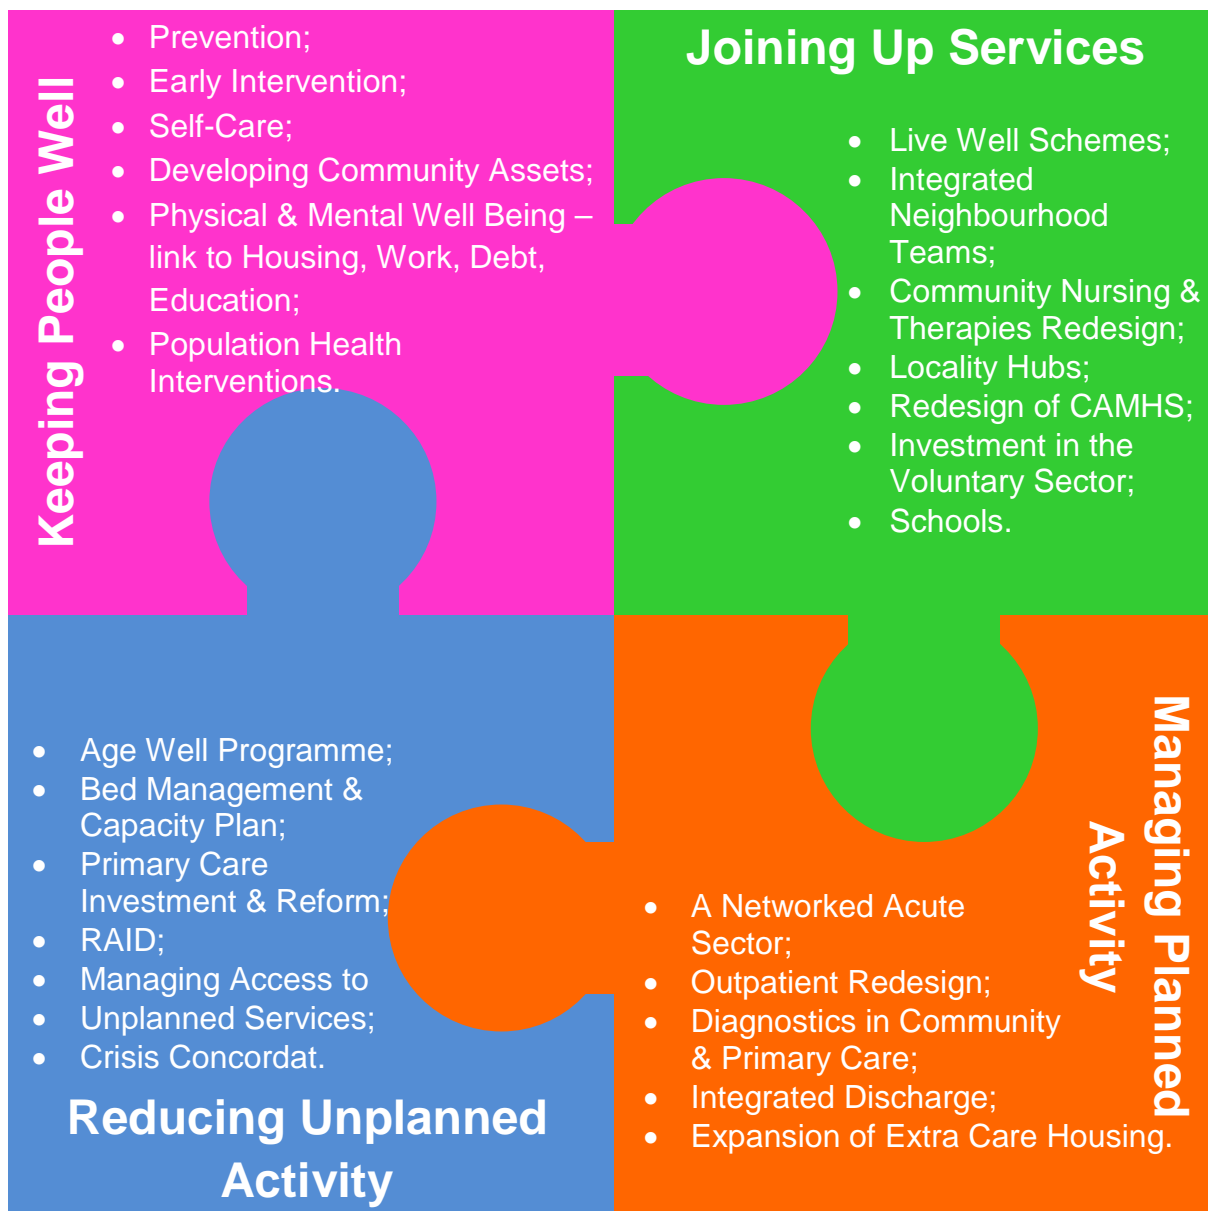 Keeping People Well
• Prevention;
• Early Intervention;
• Self-Care;
• Developing Community Assets;
• Physical & Mental Well Being –
link to Housing, Work, Debt,
Education;
• Population Health
Interventions.
Joining Up Services
• Live Well Schemes;
• Integrated
Neighbourhood
Teams;
• Community Nursing &
Therapies Redesign;
• Locality Hubs;
• Redesign of CAMHS;
• Investment in the
Voluntary Sector;
• Schools.
• Age Well Programme;
• Bed Management &
Capacity Plan;
• Primary Care
Investment & Reform;
• RAID;
• Managing Access to
• Unplanned Services;
• Crisis Concordat.
Reducing Unplanned
Activity
Managing Planned
Activity
• A Networked Acute
Sector;
• Outpatient Redesign;
• Diagnostics in Community
& Primary Care;
• Integrated Discharge;
• Expansion of Extra Care Housing.